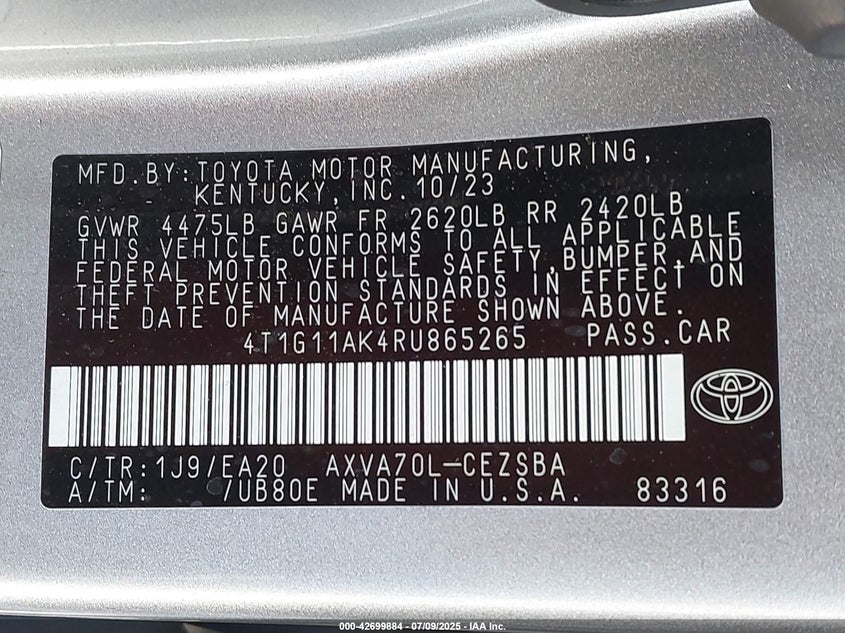 MFD.BY:TOYOTA MOTOR MANUFACTURING,
KENTUCKY,INC.10/23
GVWR 4475LB GAWR FR 2620LB RR 2420LB
THIS VEHICLE CONFORMS TO ALL APPLICABLE
FEDERAL MOTOR VEHICLE SAFETY,BUMPER,AND
THEFT PREVENTION STANDARDS IN EFFECT ON
THE DATE OF MANUFACTURE SHOWN ABOVE.
4T1G11AK4RU865265 PASS.CAR
C/TR:1J9/EA20 AXVA70L-CEZSBA
A/TM: /UB80E MADE IN U.S.A. 83316
000-42699884 - 07/09/2025 - IAA Inc.